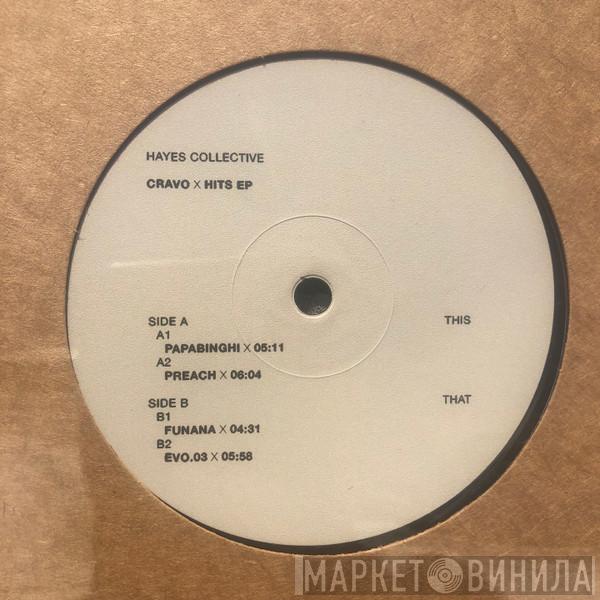 HAYES COLLECTIVE
CRAVO X HITS EP
SIDE A THIS
A1
PAPABINGHI X 05:11
A2
PREACH X 06:04
SIDE B THAT
B1
FUNANA X 04:31
B2
EVO.03 X 05:58
МАРКЕТ ВИНИЛА